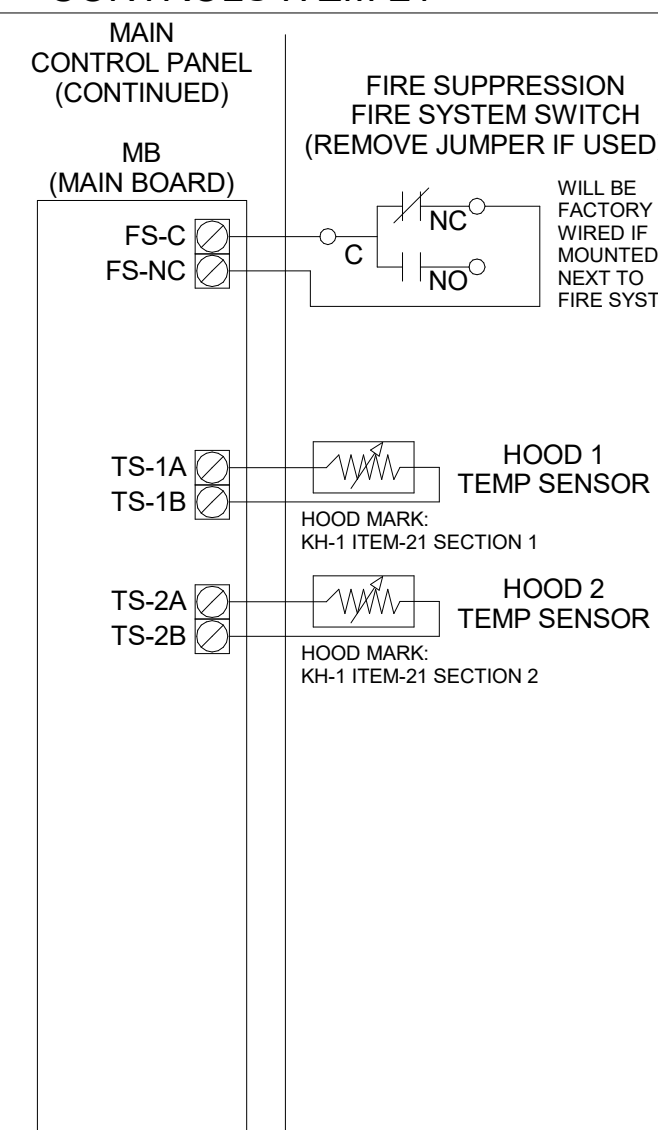 MAIN
CONTROL PANEL
(CONTINUED)
FIRE SUPPRESSION
FIRE SYSTEM SWITCH
(REMOVE JUMPER IF USED
MB
(MAIN BOARD)
FS-C
FS-NC
C
NC
NO
WILL BE
FACTORY
WIRED IF
MOUNTED
NEXT TO
FIRE SYST
TS-1A
TS-1B
HOOD 1
TEMP SENSOR
HOOD MARK:
KH-1 ITEM-21 SECTION 1
TS-2A
TS-2B
HOOD 2
TEMP SENSOR
HOOD MARK:
KH-1 ITEM-21 SECTION 2